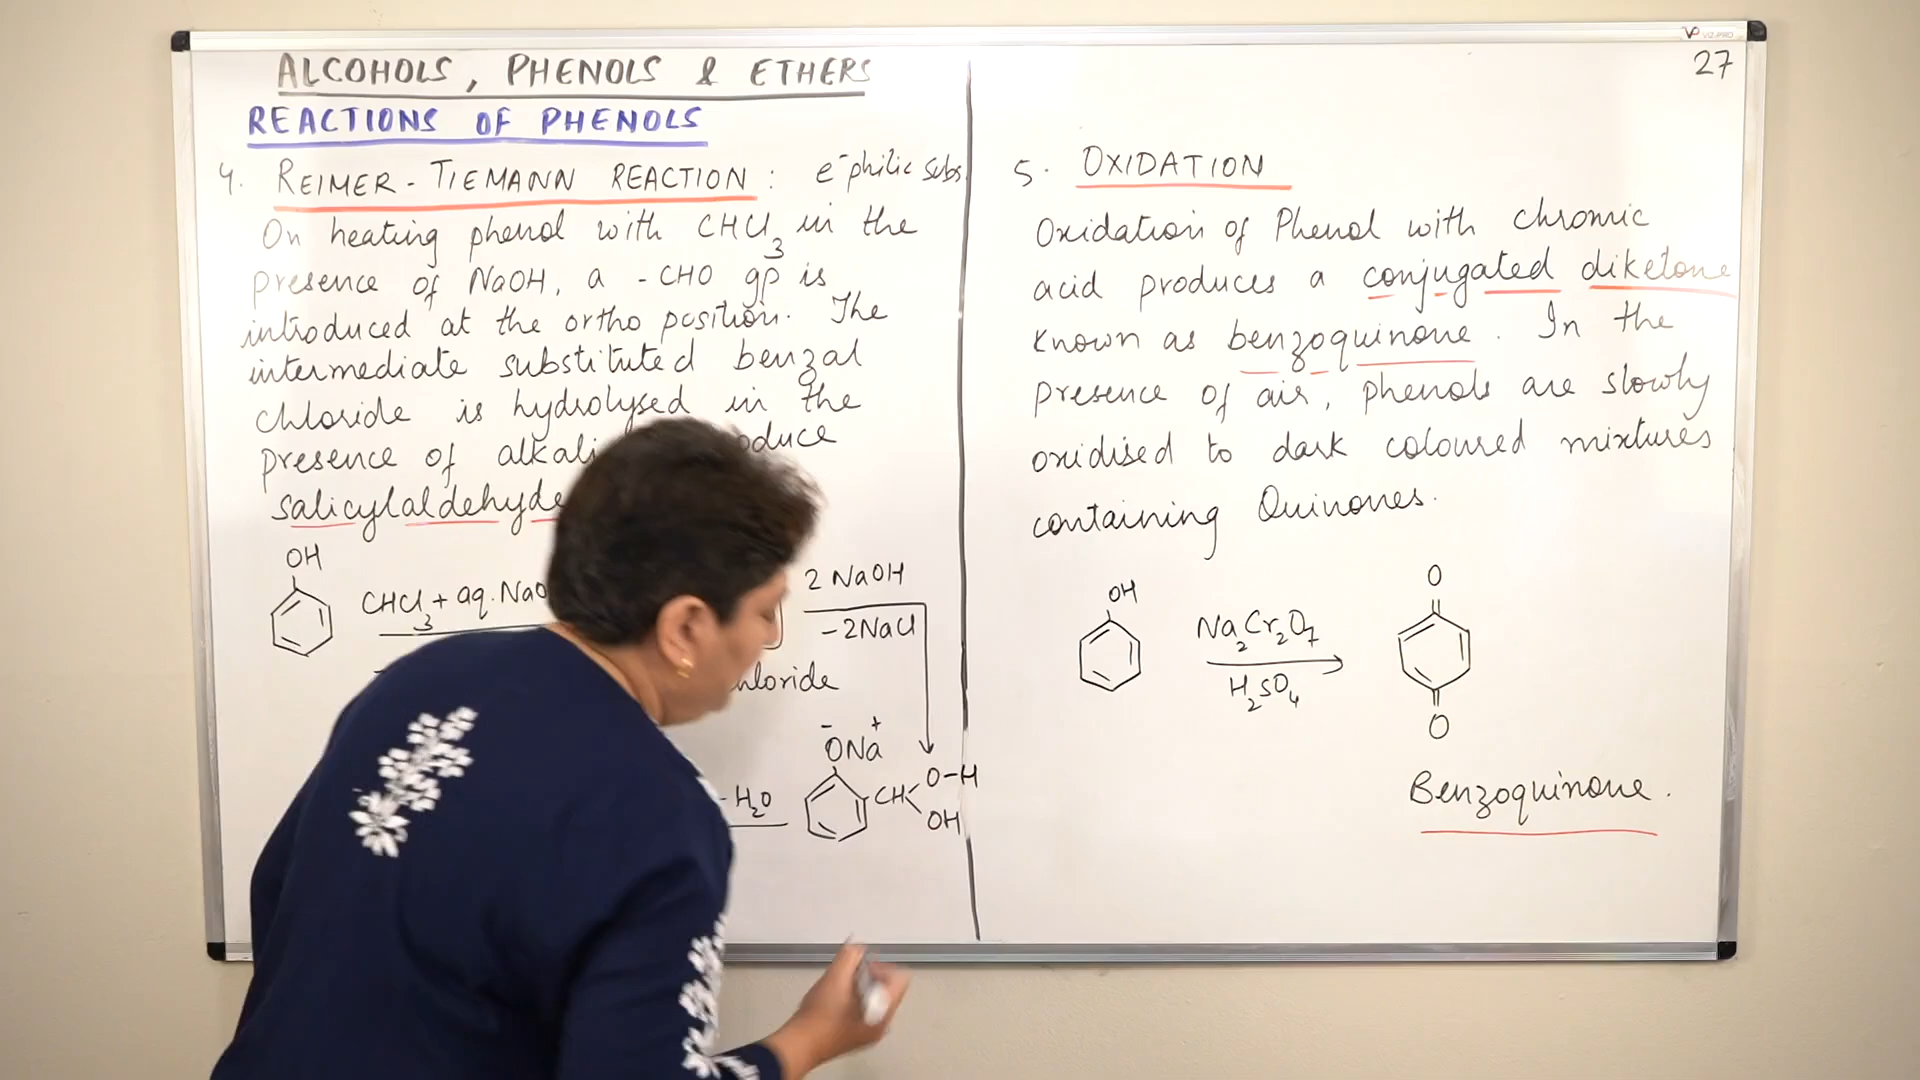 VIZ-PRO
27
ALCOHOLS, PHENOLS & ETHERS
REACTIONS OF PHENOLS
4. REIMER-TIEMANN REACTION: e⁻philic subs
On heating phenol with CHCl₃ in the
presence of NaOH, a -CHO gp is
introduced at the ortho position. The
intermediate substituted benzal
chloride is hydrolysed in the
presence of alkali
salicylaldehyde
OH
CHCl₃ + aq. NaO
2 NaOH
-2NaCl
⁻ONa⁺
O-H
CH
OH
-H₂O
5. OXIDATION
Oxidation of Phenol with chromic
acid produces a conjugated diketone
known as benzoquinone. In the
presence of air, phenols are slowly
oxidised to dark coloured mixtures
containing Quinones.
OH
Na₂Cr₂O₇
H₂SO₄
O
O
Benzoquinone.